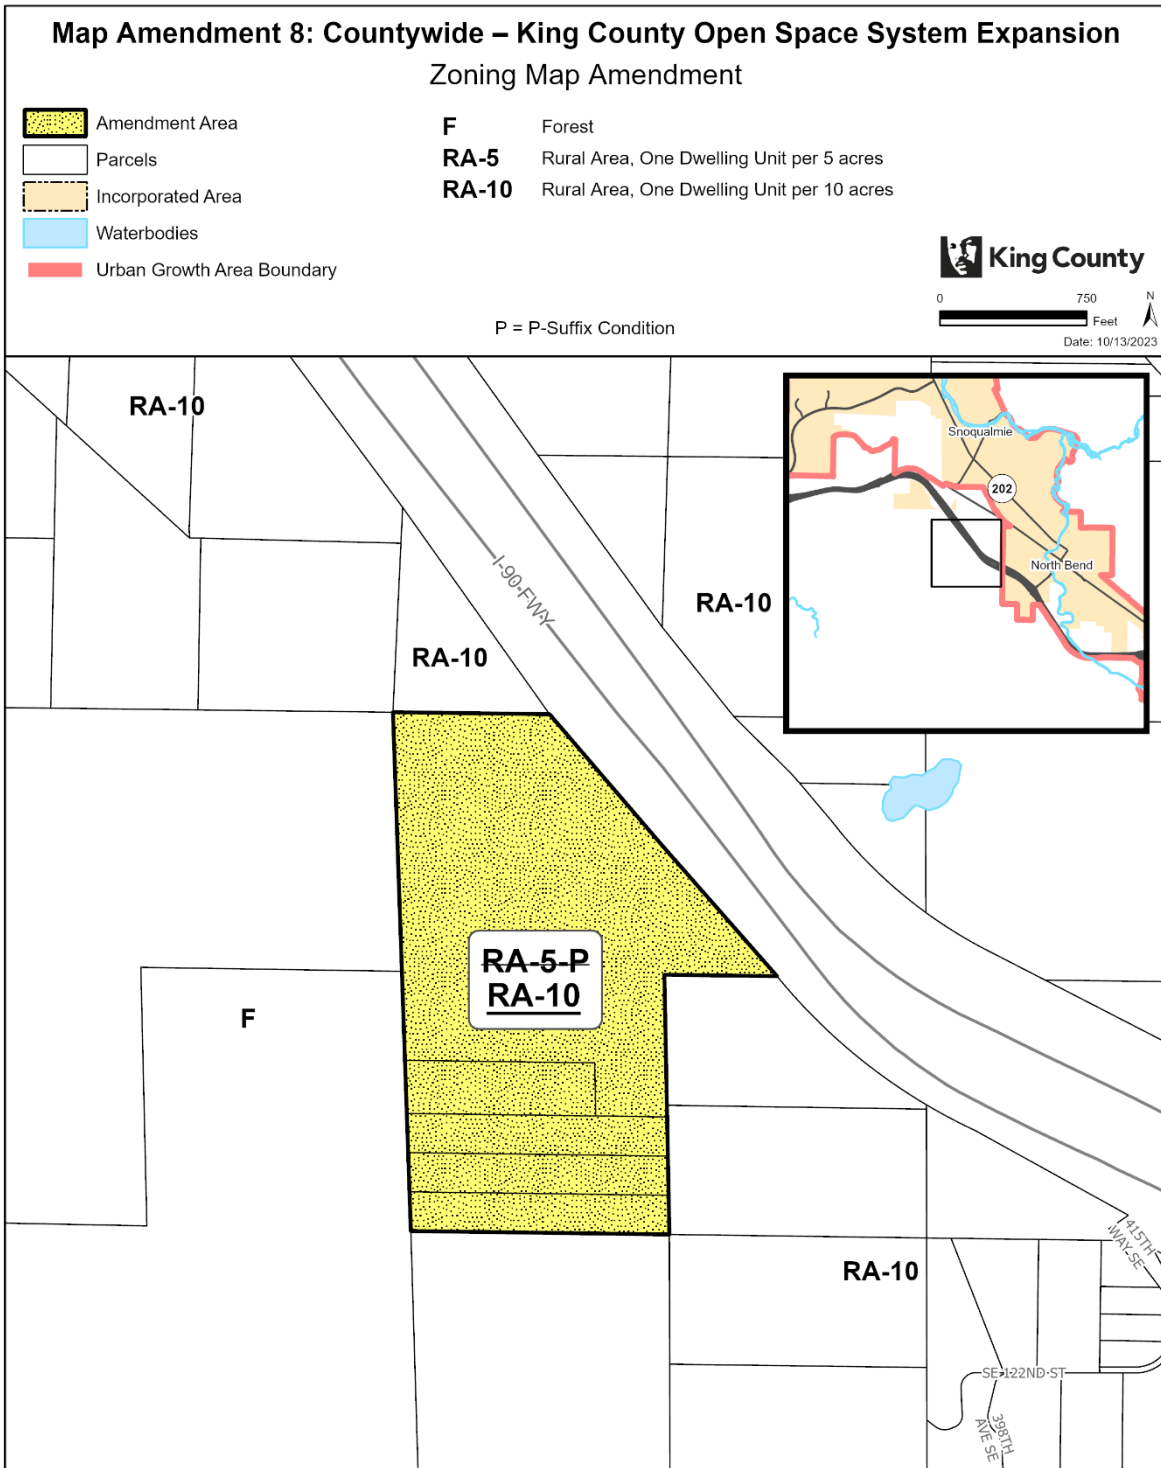 Map Amendment 8: Countywide – King County Open Space System Expansion
Zoning Map Amendment
Amendment Area
Parcels
Incorporated Area
Waterbodies
Urban Growth Area Boundary
F Forest
RA-5 Rural Area, One Dwelling Unit per 5 acres
RA-10 Rural Area, One Dwelling Unit per 10 acres
P = P-Suffix Condition
King County
0 750
Feet
N
Date: 10/13/2023
RA-10
Snoqualmie
202
North Bend
I-90 FWY
RA-10
RA-10
RA-5-P
RA-10
F
RA-10
415TH
WAY SE
SE 122ND ST
398TH
AVE SE